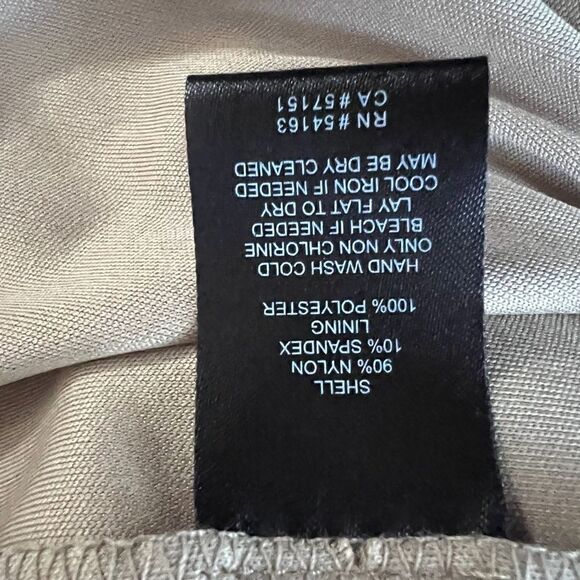 SHELL
90% NYLON
10% SPANDEX
LINING
100% POLYESTER
HAND WASH COLD
ONLY NON CHLORINE
BLEACH IF NEEDED
LAY FLAT TO DRY
COOL IRON IF NEEDED
MAY BE DRY CLEANED
RN # 54163
CA # 57151